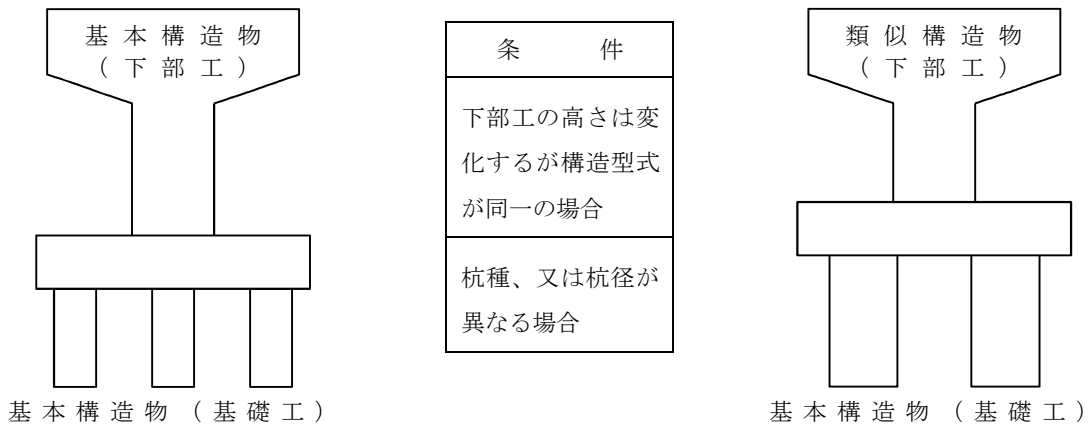 基本構造物
(下部工)
基本構造物(基礎工)
条件
下部工の高さは変
化するが構造型式
が同一の場合
杭種、又は杭径が
異なる場合
類似構造物
(下部工)
基本構造物(基礎工)